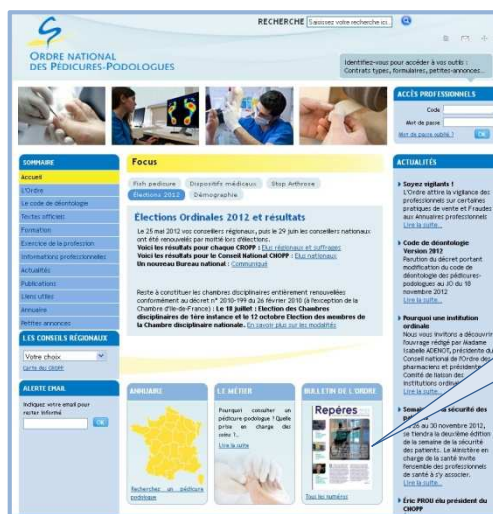 RECHERCHE Saisissez votre recherche ici...
ORDRE NATIONAL
DES PÉDICURES-PODOLOGUES
Identifiez-vous pour accéder à vos outils :
Contrats types, formulaires, petites-annonces...
ACCÈS PROFESSIONNELS
Code
Mot de passe
Mot de passe oublié ? OK
SOMMAIRE
Accueil
L'Ordre
Le code de déontologie
Textes officiels
Formation
Exercice de la profession
Informations professionnelles
Actualités
Publications
Liens utiles
Annuaire
Petites annonces
LES CONSEILS RÉGIONAUX
Votre choix
Carte des CROPP
ALERTE EMAIL
Indiquez votre email pour
rester informé
OK
Focus
Fish pedicure Dispositifs médicaux Stop Arthrose
Élections 2012 Démographie
Élections Ordinales 2012 et résultats
Le 25 mai 2012 vos conseillers régionaux, puis le 29 juin les conseillers nationaux
ont été renouvelés par moitié lors d'élections.
Voici les résultats pour chaque CROPP : Elus régionaux et suffrages
Voici les résultats pour le Conseil National CNOPP : Elus nationaux
Un nouveau Bureau national : Communiqué
Reste à constituer les chambres disciplinaires entièrement renouvelées
conformément au décret n° 2010-199 du 26 février 2010 (à l'exception de la
Chambre d'Ile-de-France) : Le 18 juillet : Election des Chambres
disciplinaires de 1ère instance et le 12 octobre Election des membres de
la Chambre disciplinaire nationale. En savoir plus sur les modalités
ANNUAIRE
Recherchez un pédicure
podologue
LE MÉTIER
Pourquoi consulter un
pédicure-podologue ? Quelle
prise en charge des
soins ?...
Lire la suite
BULLETIN DE L'ORDRE
Repères
Tous les numéros
ACTUALITÉS
Soyez vigilants !
L'Ordre attire la vigilance des
professionnels sur certaines
pratiques de vente et Fraudes
aux Annuaires professionnels
Lire la suite...
Code de déontologie
Version 2012
Parution du décret portant
modification du code de
déontologie des pédicures-
podologues au JO du 18
novembre 2012
Lire la suite...
Pourquoi une institution
ordinale
Nous vous invitons à découvrir
l'ouvrage rédigé par Madame
Isabelle ADENOT, présidente du
Conseil national de l'Ordre des
pharmaciens et présidente
Comité de liaison des
institutions ordinales
Lire la suite...
Semaine la sécurité des
26 au 30 novembre 2012,
se tiendra la deuxième édition
de la semaine de la sécurité
des patients. Le Ministère en
charge de la santé invite
l'ensemble des professionnels
de santé à s'y associer.
Lire la suite...
Éric PROU élu président du
CNOPP